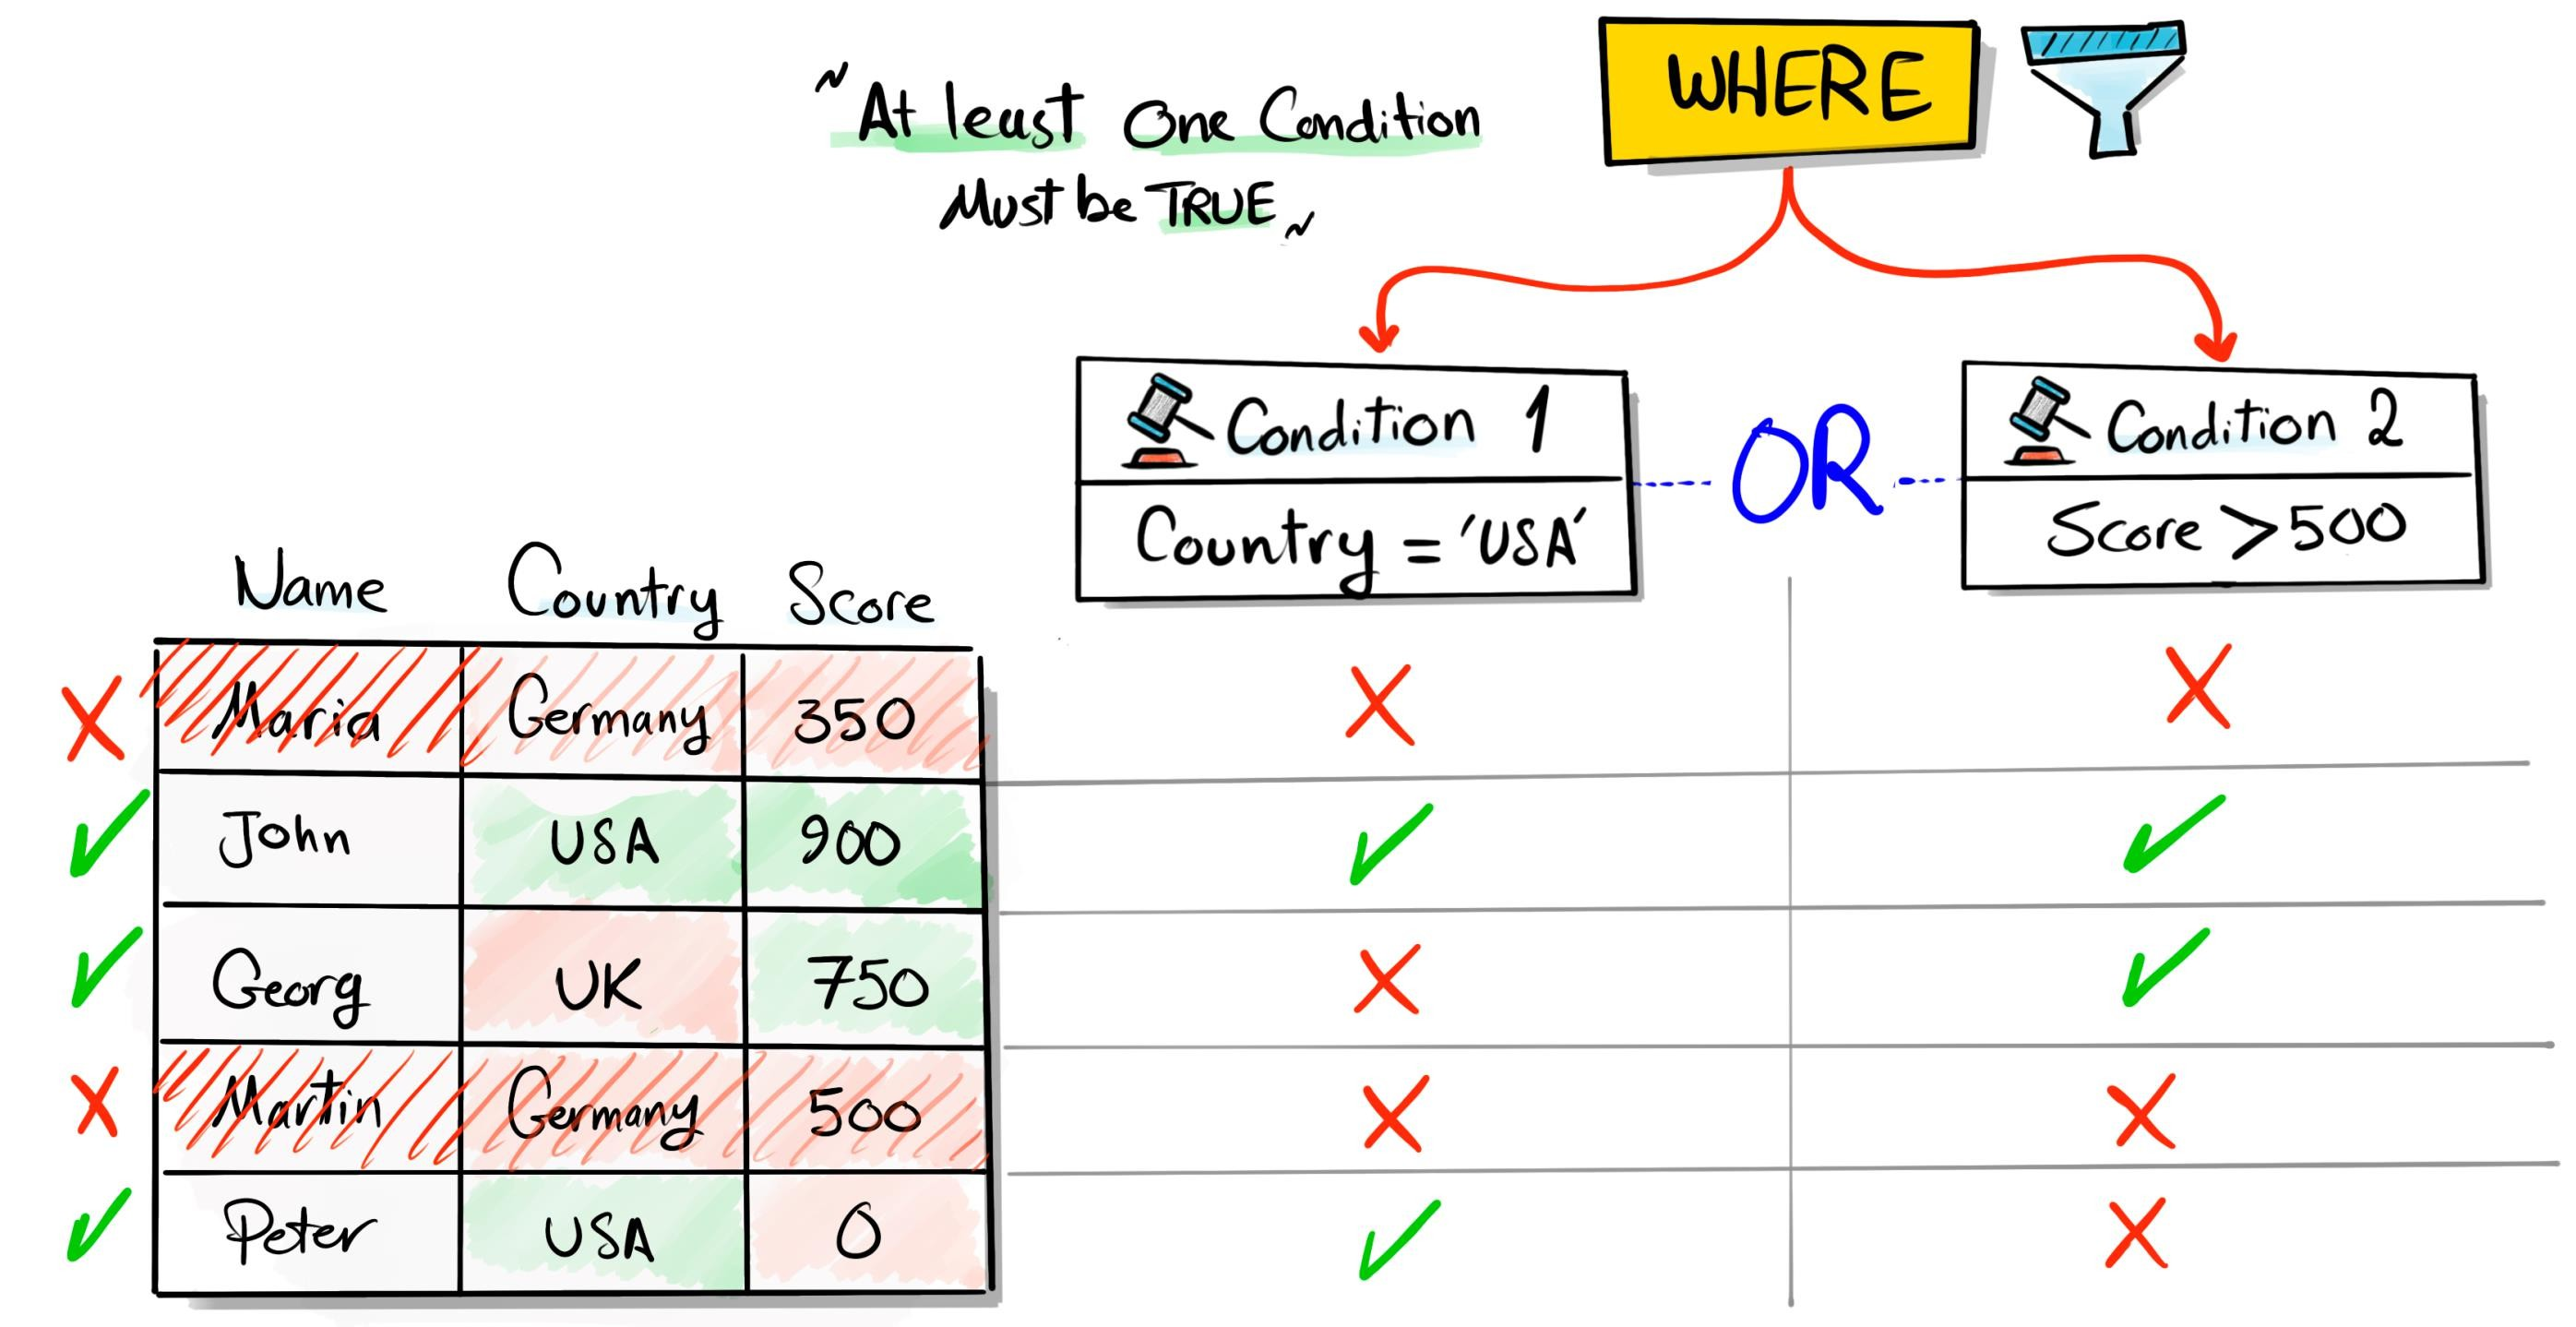 WHERE
"At least One Condition
Must be TRUE"
Condition 1
Country = 'USA'
OR
Condition 2
Score > 500
Name Country Score
Maria Germany 350
John USA 900
Georg UK 750
Martin Germany 500
Peter USA 0